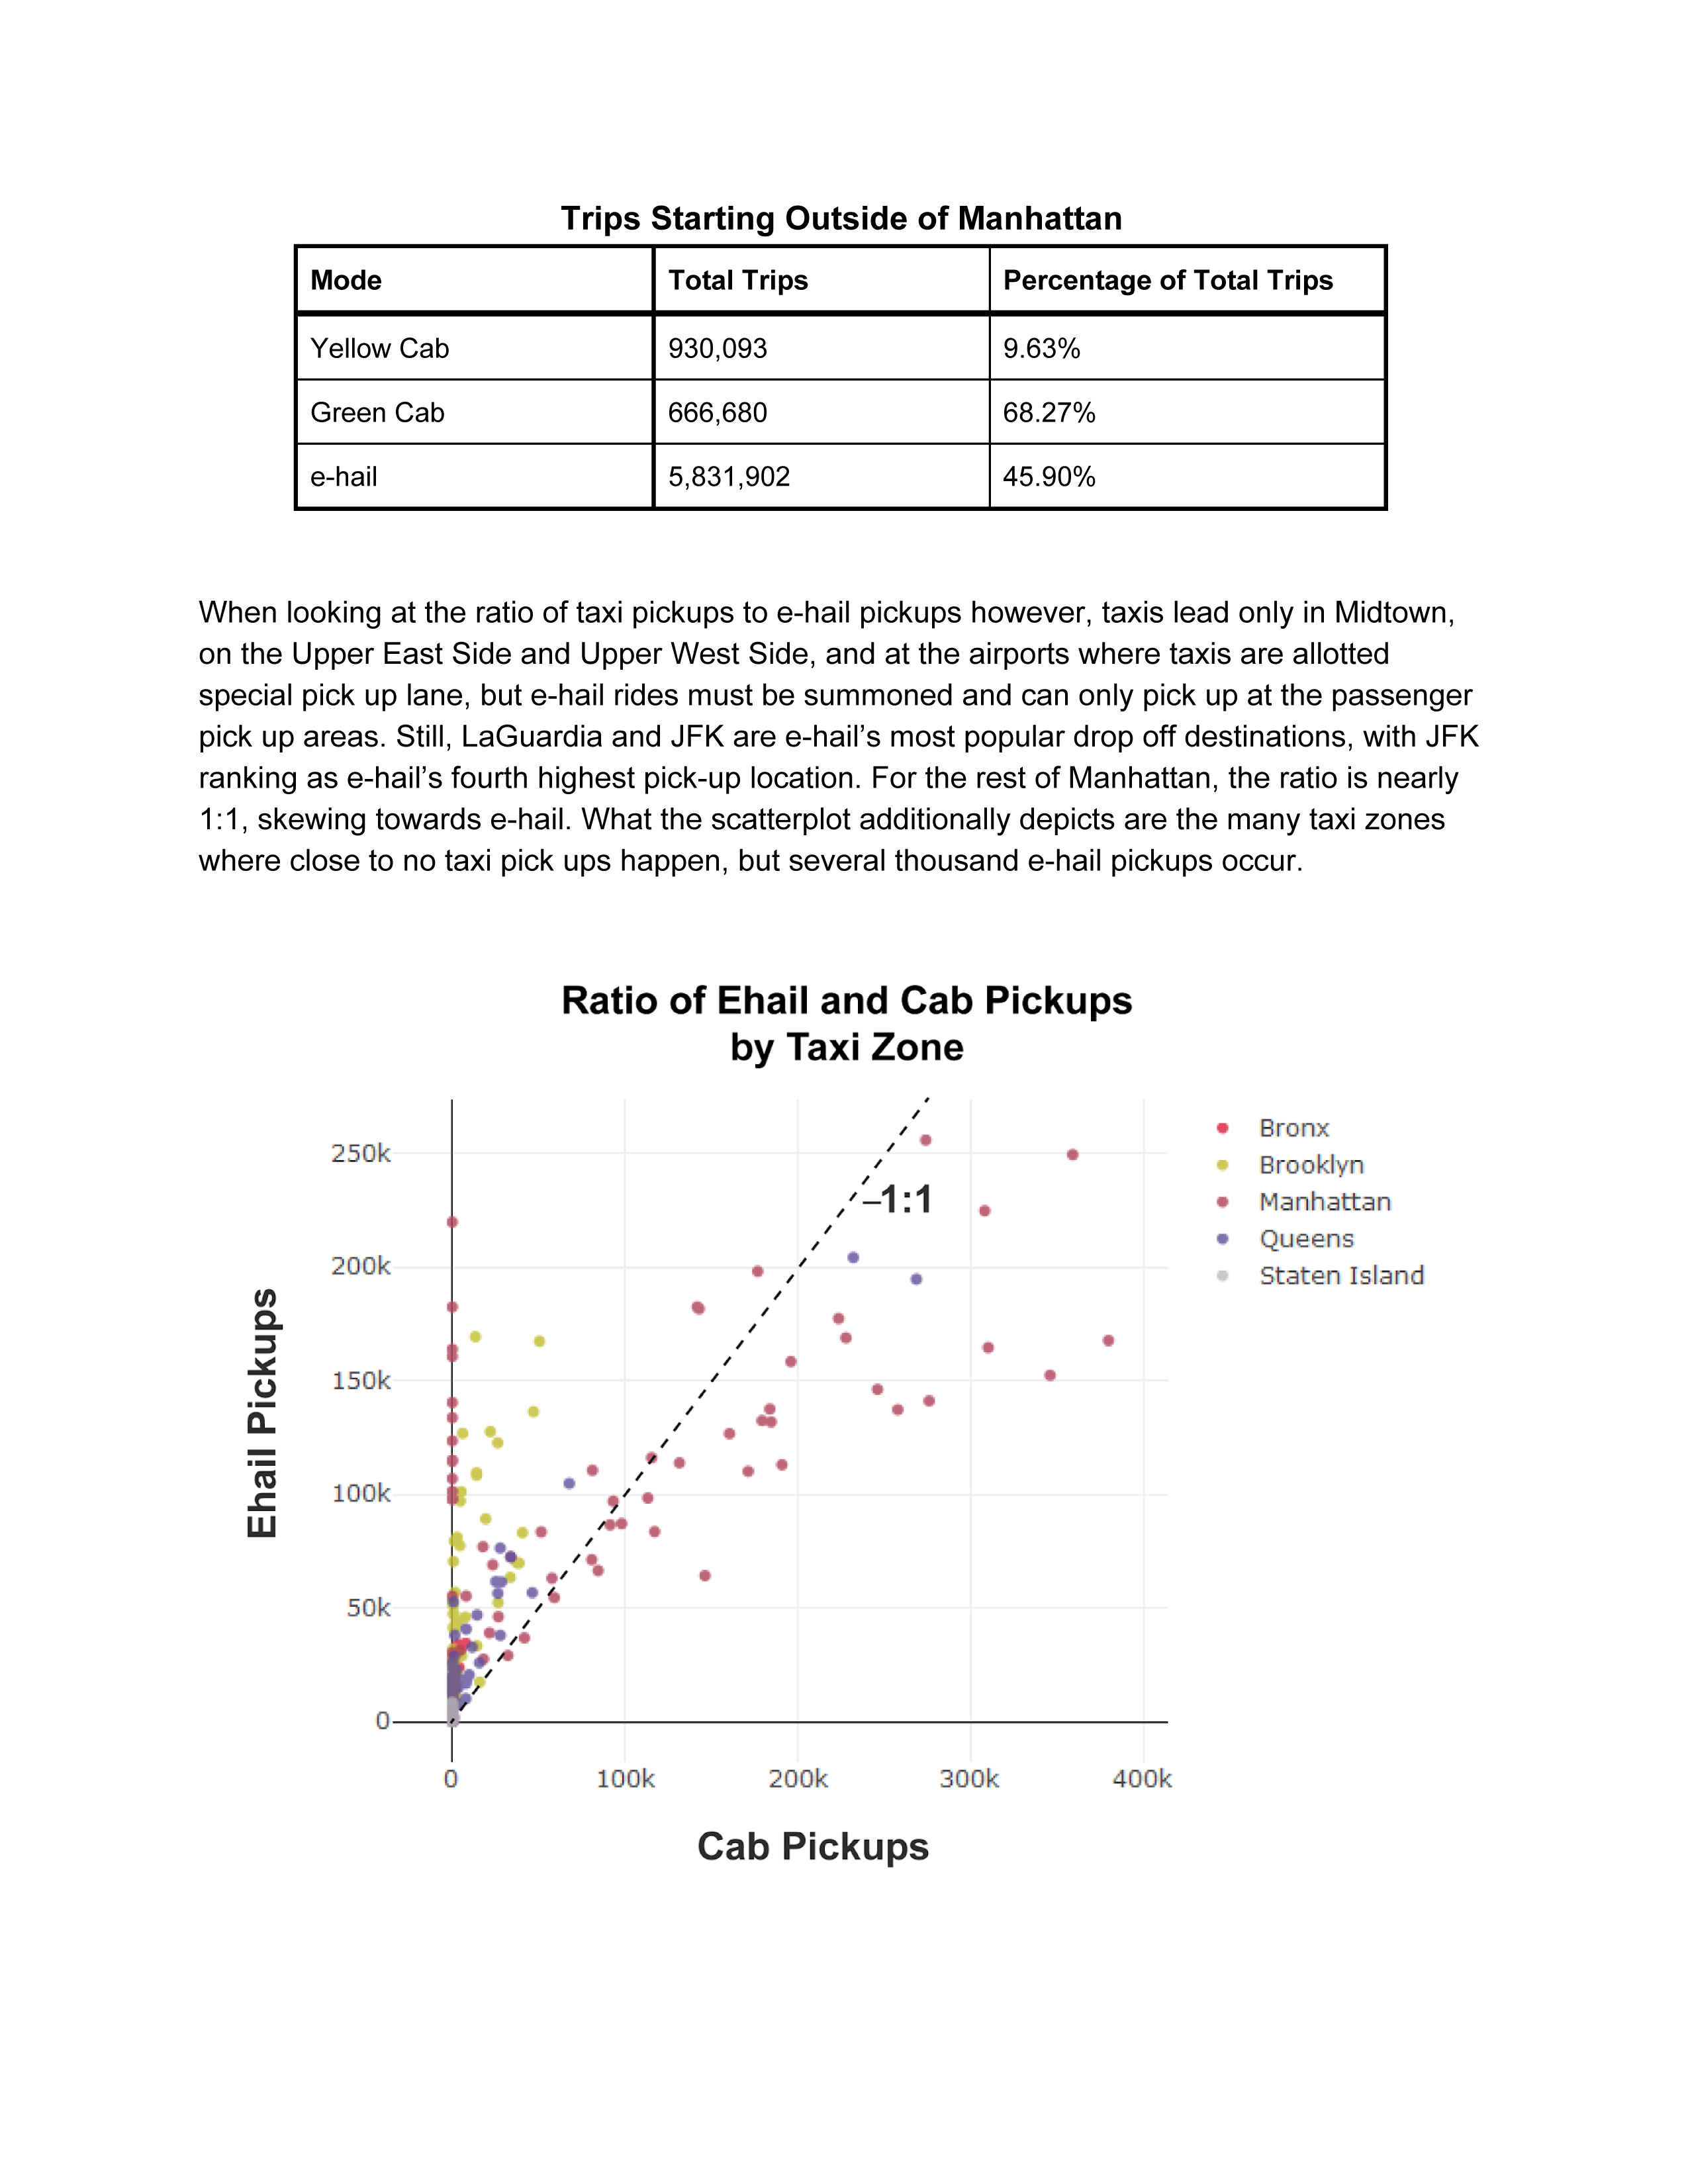 Trips Starting Outside of Manhattan
Mode Total Trips Percentage of Total Trips
Yellow Cab 930,093 9.63%
Green Cab 666,680 68.27%
e-hail 5,831,902 45.90%
When looking at the ratio of taxi pickups to e-hail pickups however, taxis lead only in Midtown,
on the Upper East Side and Upper West Side, and at the airports where taxis are allotted
special pick up lane, but e-hail rides must be summoned and can only pick up at the passenger
pick up areas. Still, LaGuardia and JFK are e-hail’s most popular drop off destinations, with JFK
ranking as e-hail’s fourth highest pick-up location. For the rest of Manhattan, the ratio is nearly
1:1, skewing towards e-hail. What the scatterplot additionally depicts are the many taxi zones
where close to no taxi pick ups happen, but several thousand e-hail pickups occur.
Ratio of Ehail and Cab Pickups
by Taxi Zone
Ehail Pickups
250k
200k
150k
100k
50k
0
–1:1
Bronx
Brooklyn
Manhattan
Queens
Staten Island
0 100k 200k 300k 400k
Cab Pickups